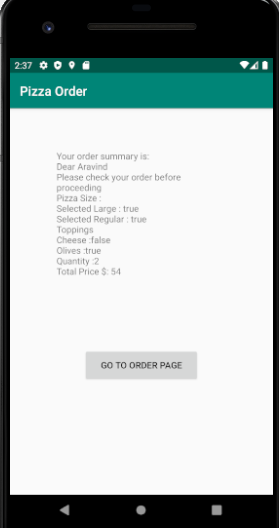 2:37
Pizza Order
Your order summary is:
Dear Aravind
Please check your order before
proceeding
Pizza Size :
Selected Large : true
Selected Regular : true
Toppings
Cheese :false
Olives :true
Quantity :2
Total Price $: 54
GO TO ORDER PAGE